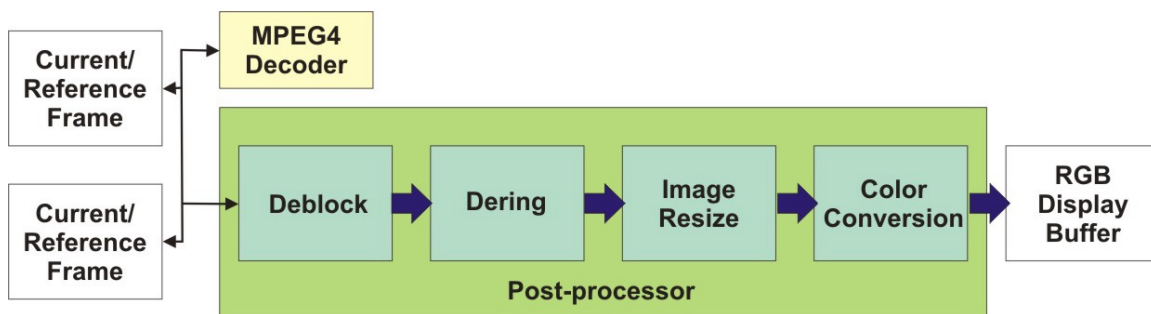 Current/
Reference
Frame
MPEG4
Decoder
Current/
Reference
Frame
Deblock
Dering
Image
Resize
Color
Conversion
RGB
Display
Buffer
Post-processor